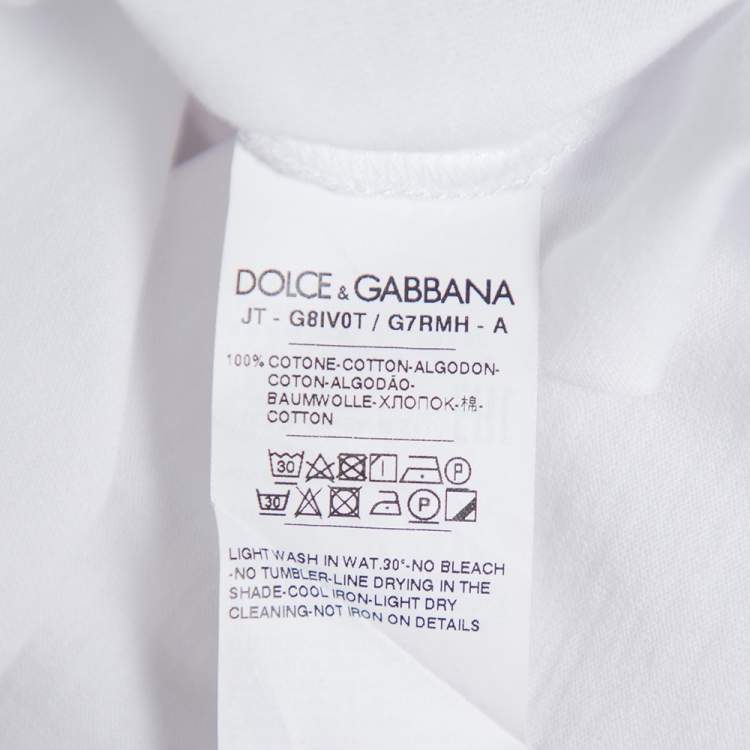 DOLCE & GABBANA
JT - G8IV0T / G7RMH - A
100% COTONE-COTTON-ALGODON-
COTON-ALGODÃO-
BAUMWOLLE-ХЛОПОК-棉-
COTTON
30 P
30 P
LIGHT WASH IN WAT.30°-NO BLEACH
-NO TUMBLER-LINE DRYING IN THE
SHADE-COOL IRON-LIGHT DRY
CLEANING-NOT IRON ON DETAILS